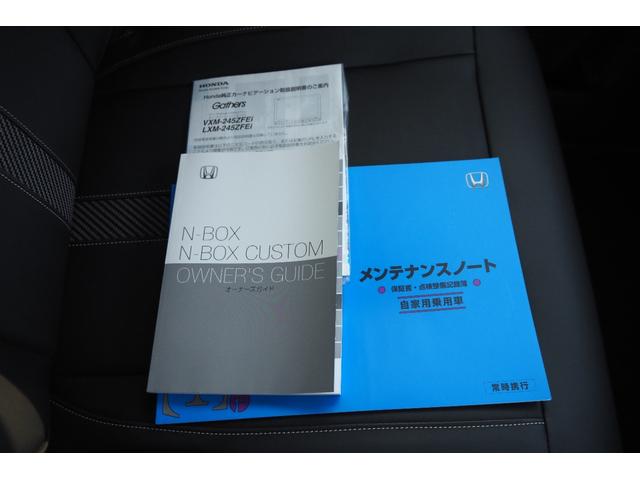 HONDA
Honda純正カーナビゲーション取扱説明書のご案内
Gathers
VXM-245ZFEi
LXM-245ZFEi
N-BOX
N-BOX CUSTOM
OWNER'S GUIDE
オーナーズガイド
メンテナンスノート
保証書・点検整備記録簿
自家用乗用車
常時携行